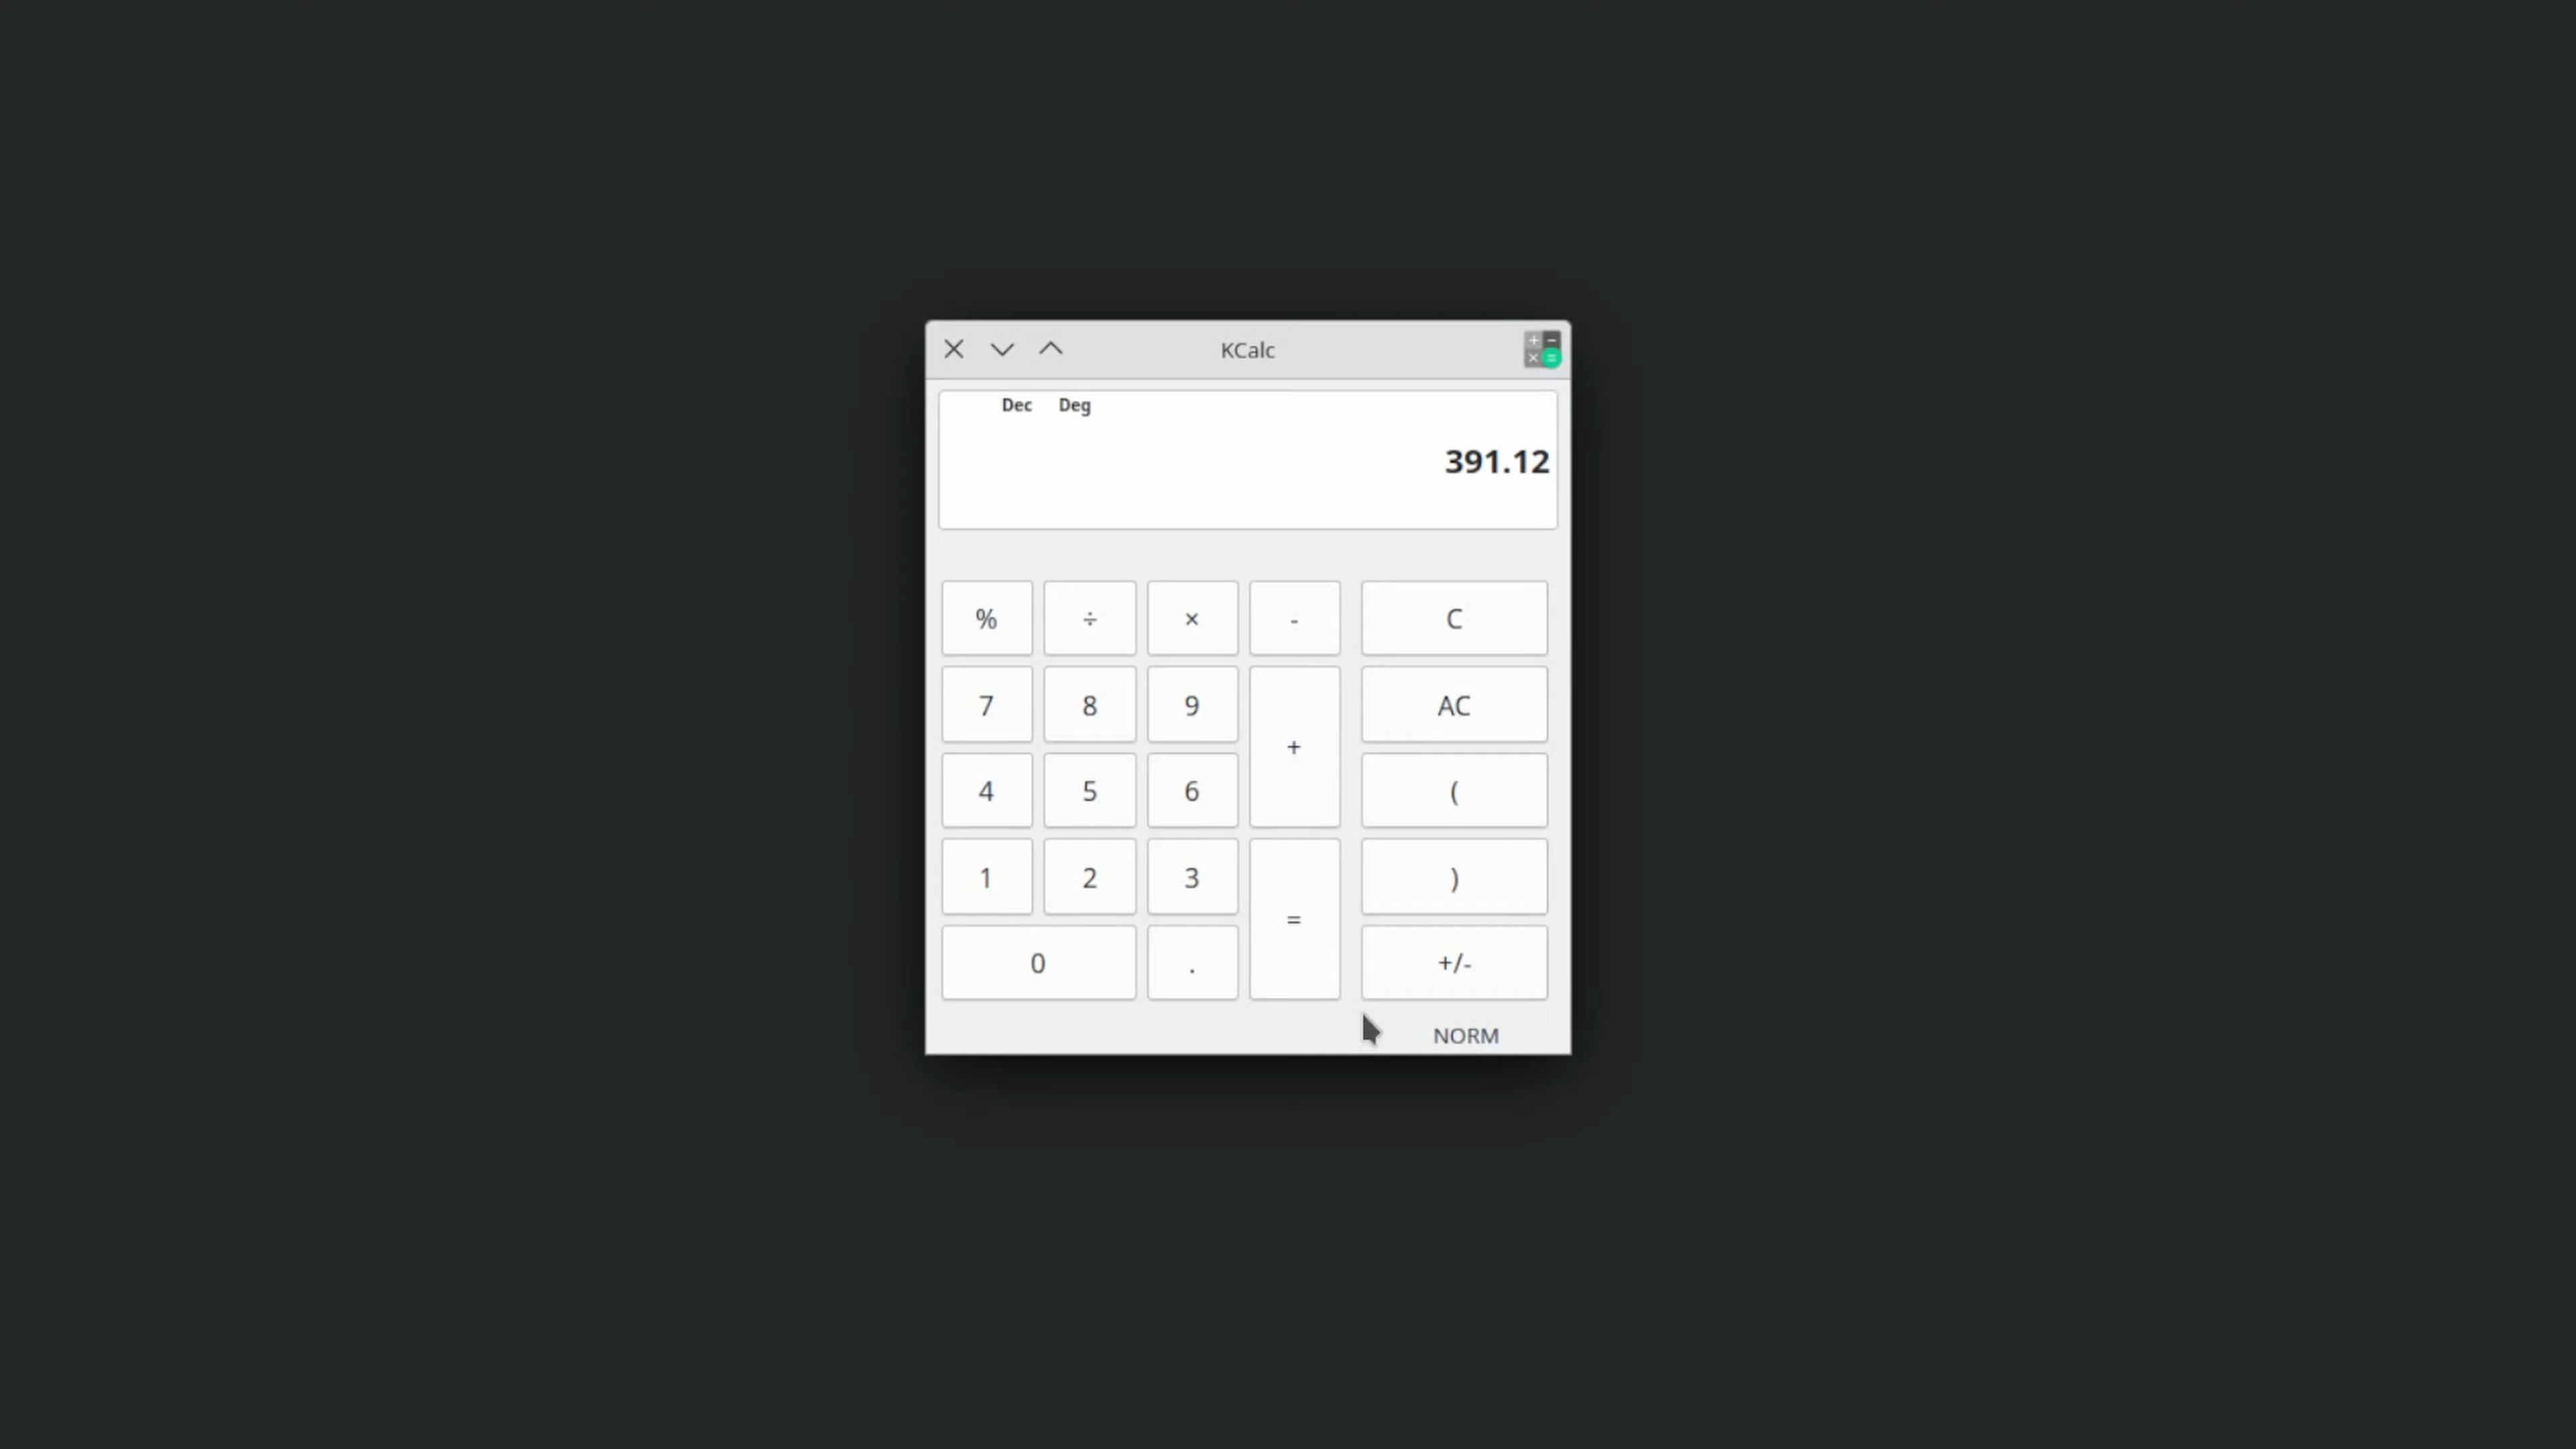 KCalc
Dec Deg
391.12
% ÷ × - C
7 8 9 + AC
4 5 6 (
1 2 3 = )
0 . +/-
NORM